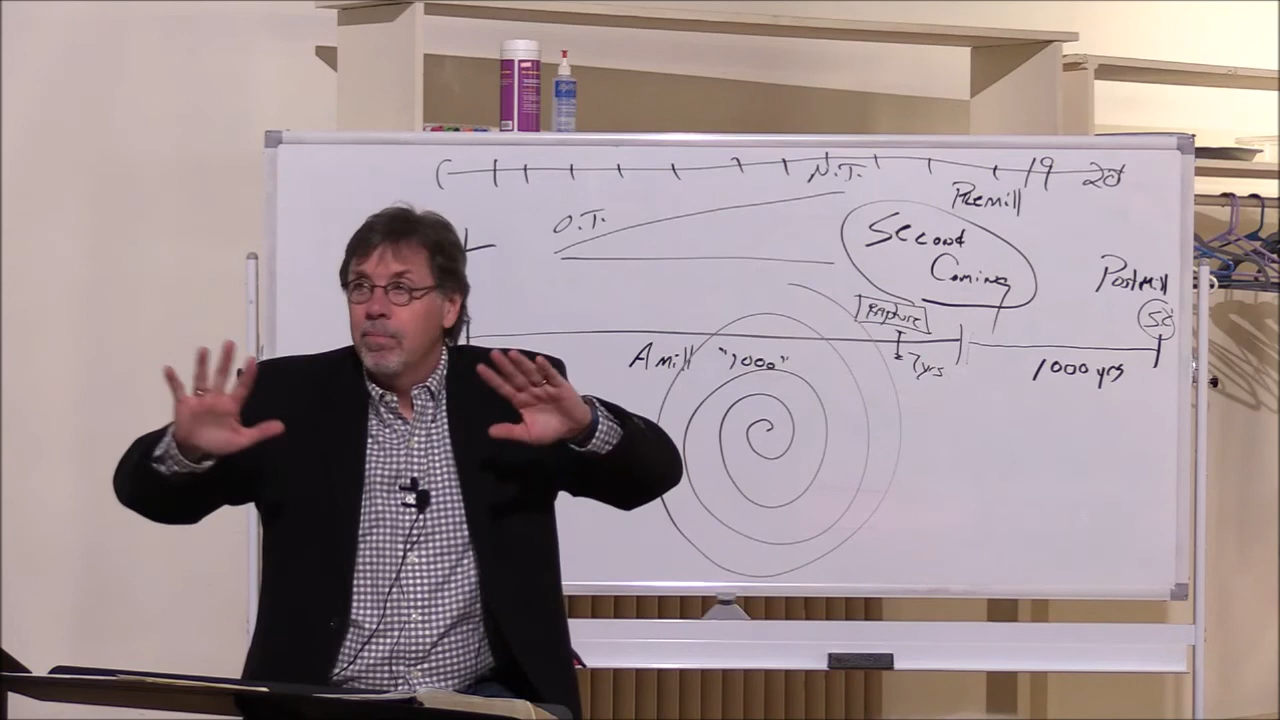 N.T.
19
20
O.T.
Premill
Second
Coming
Postmill
Rapture
SC
Amill "1000"
7yrs
1000 yrs